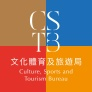 CS
TB
文化體育及旅遊局
Culture, Sports and
Tourism Bureau